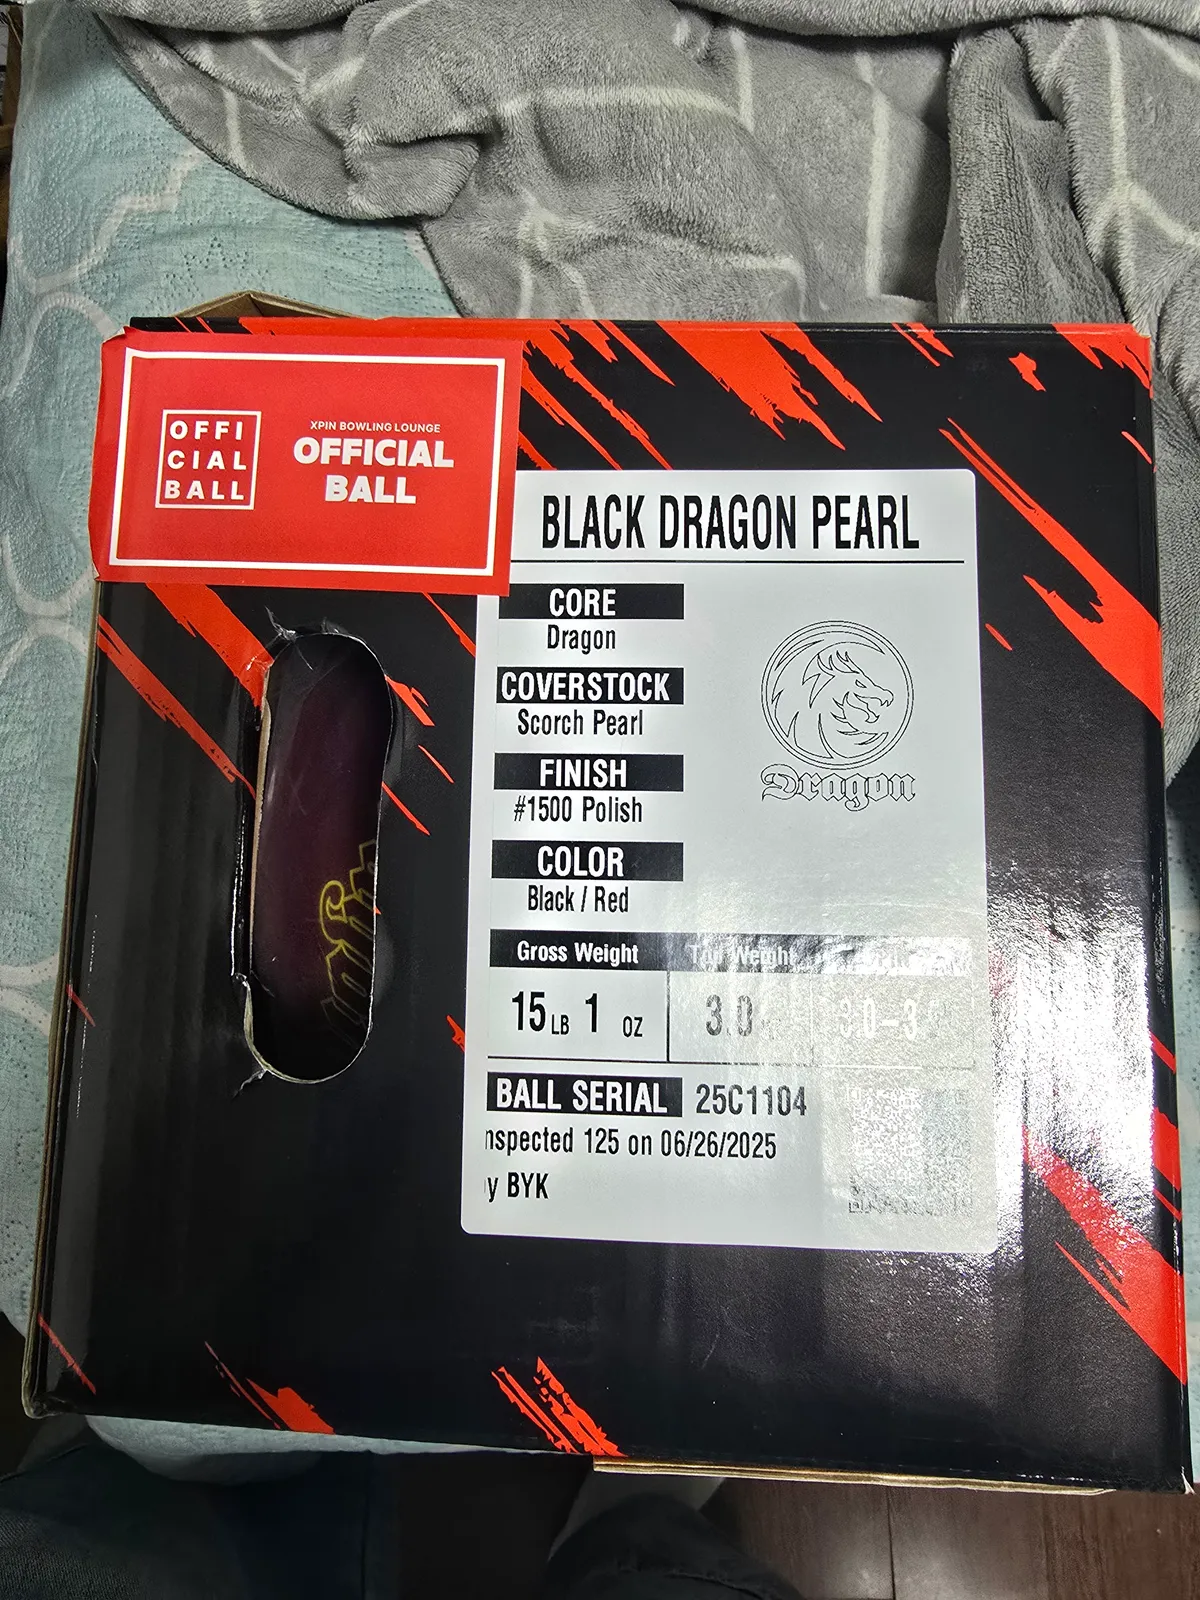 OFFI
CIAL
BALL
XPIN BOWLING LOUNGE
OFFICIAL
BALL
BLACK DRAGON PEARL
CORE
Dragon
COVERSTOCK
Scorch Pearl
FINISH
#1500 Polish
COLOR
Black / Red
Dragon
Gross Weight
15 LB 1 OZ
3.0
BALL SERIAL 25C1104
nspected 125 on 06/26/2025
y BYK